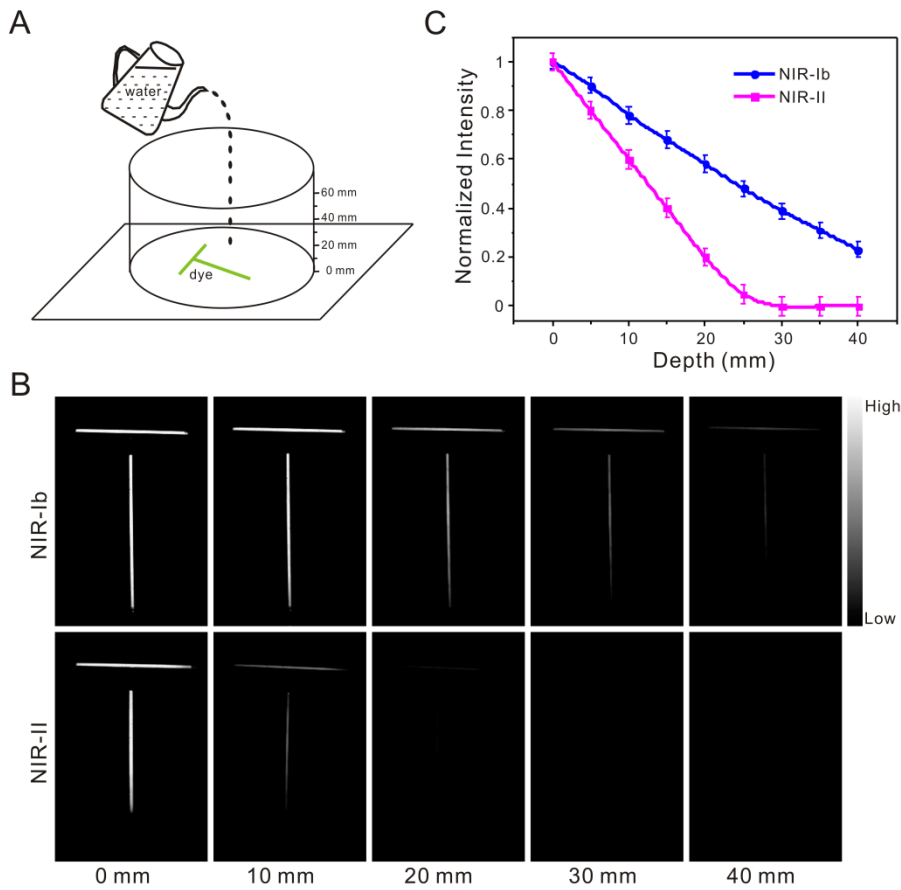 A
water
60 mm
40 mm
20 mm
0 mm
dye
C
NIR-Ib
NIR-II
Normalized Intensity
1
0.8
0.6
0.4
0.2
0
0 10 20 30 40
Depth (mm)
B
NIR-Ib
NIR-II
High
Low
0 mm 10 mm 20 mm 30 mm 40 mm